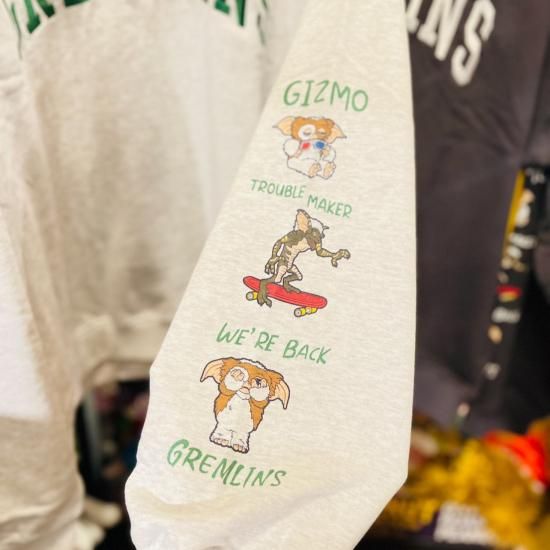 GIZMO
TROUBLE MAKER
WE'RE BACK
GREMLINS